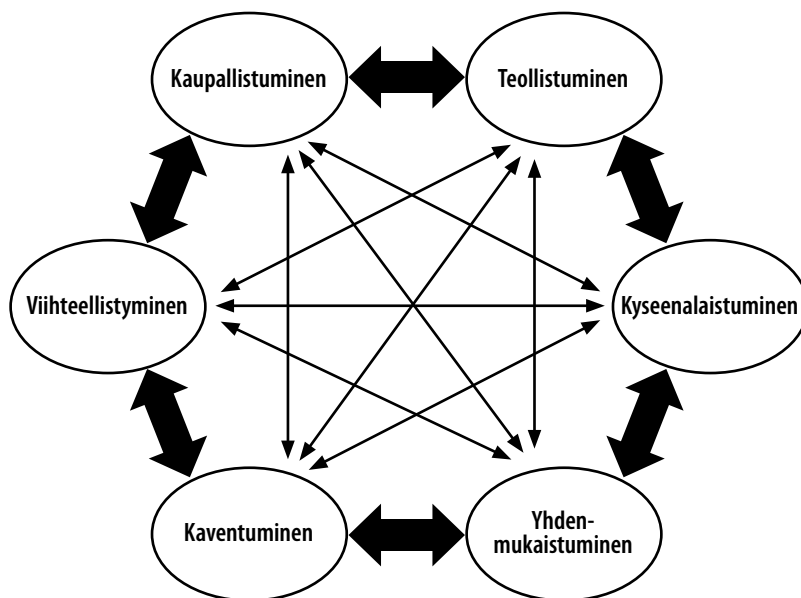 Kaupallistuminen
Teollistuminen
Viihteellistyminen
Kyseenalaistuminen
Kaventuminen
Yhden-
mukaistuminen